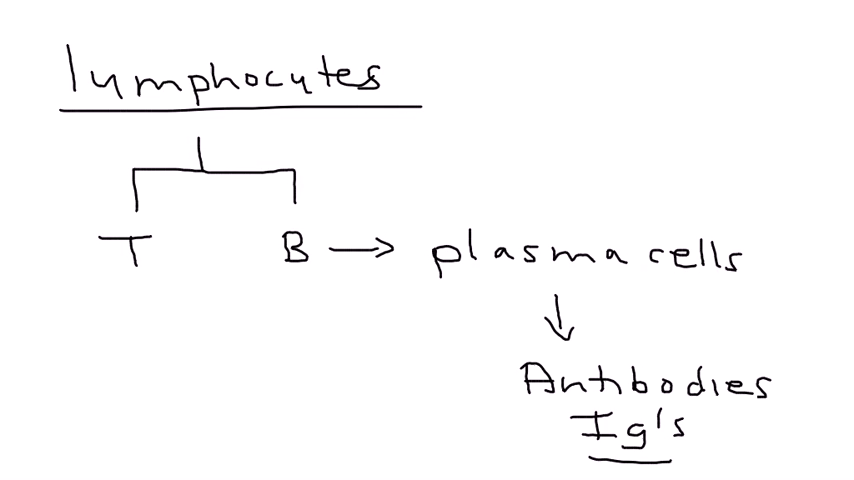 lymphocytes
T B → plasma cells
↓
Antibodies
Ig's